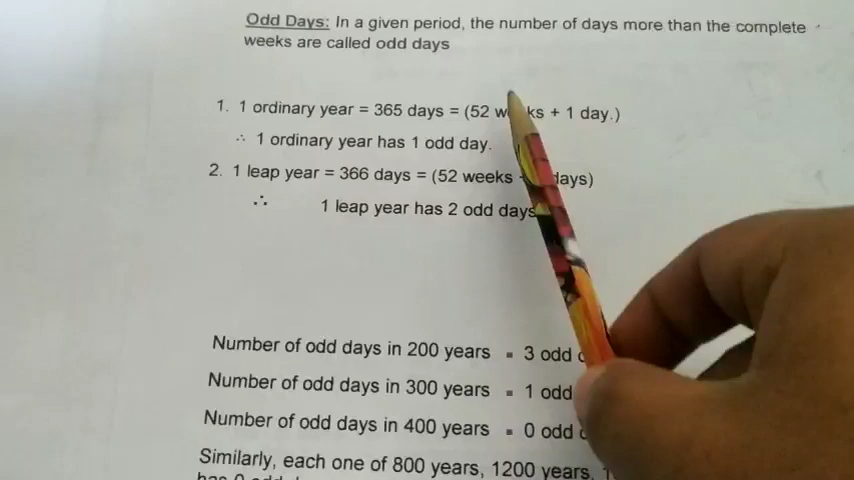 Odd Days: In a given period, the number of days more than the complete
weeks are called odd days
1. 1 ordinary year = 365 days = (52 weeks + 1 day.)
∴ 1 ordinary year has 1 odd day.
2. 1 leap year = 366 days = (52 weeks days)
∴ 1 leap year has 2 odd days
Number of odd days in 200 years = 3 odd
Number of odd days in 300 years = 1 odd
Number of odd days in 400 years = 0 odd
Similarly, each one of 800 years, 1200 years,
has 0